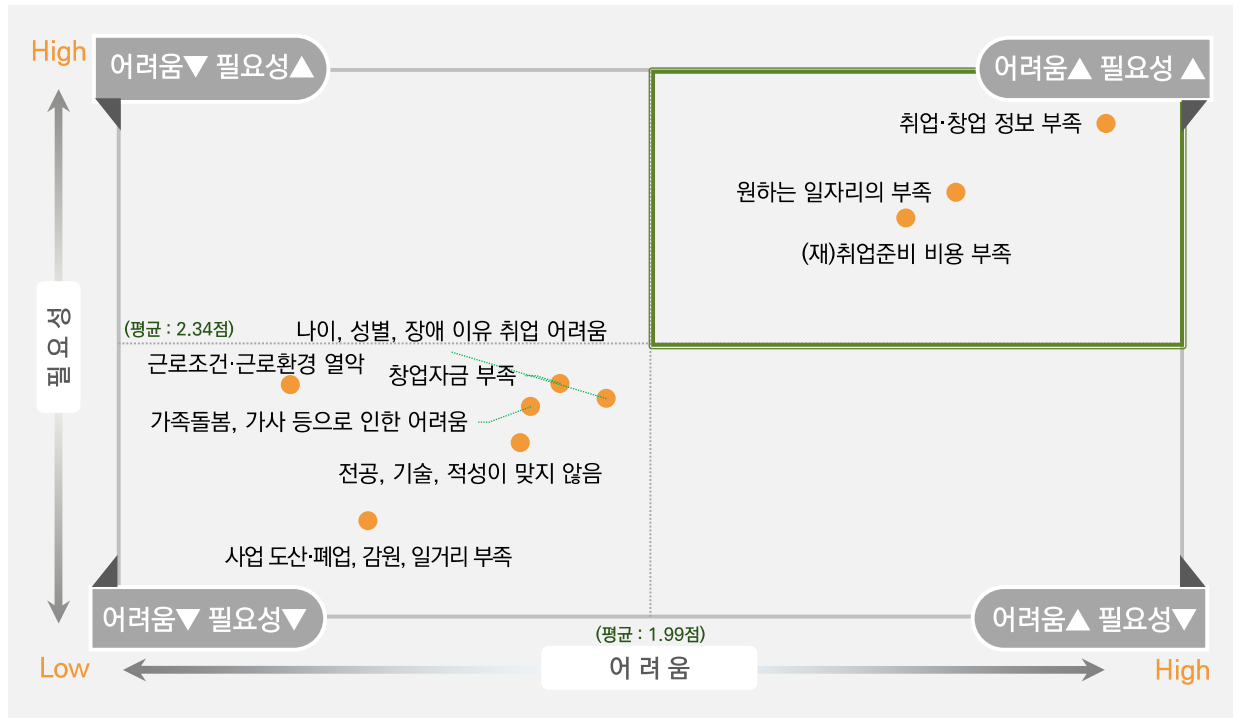 High
어려움▼ 필요성▲
어려움▲ 필요성 ▲
취업·창업 정보 부족
원하는 일자리의 부족
(재)취업준비 비용 부족
필요성
(평균 : 2.34점)
나이, 성별, 장애 이유 취업 어려움
근로조건·근로환경 열악
창업자금 부족
가족돌봄, 가사 등으로 인한 어려움
전공, 기술, 적성이 맞지 않음
사업 도산·폐업, 감원, 일거리 부족
어려움▼ 필요성▼
어려움▲ 필요성▼
(평균 : 1.99점)
Low
어려움
High